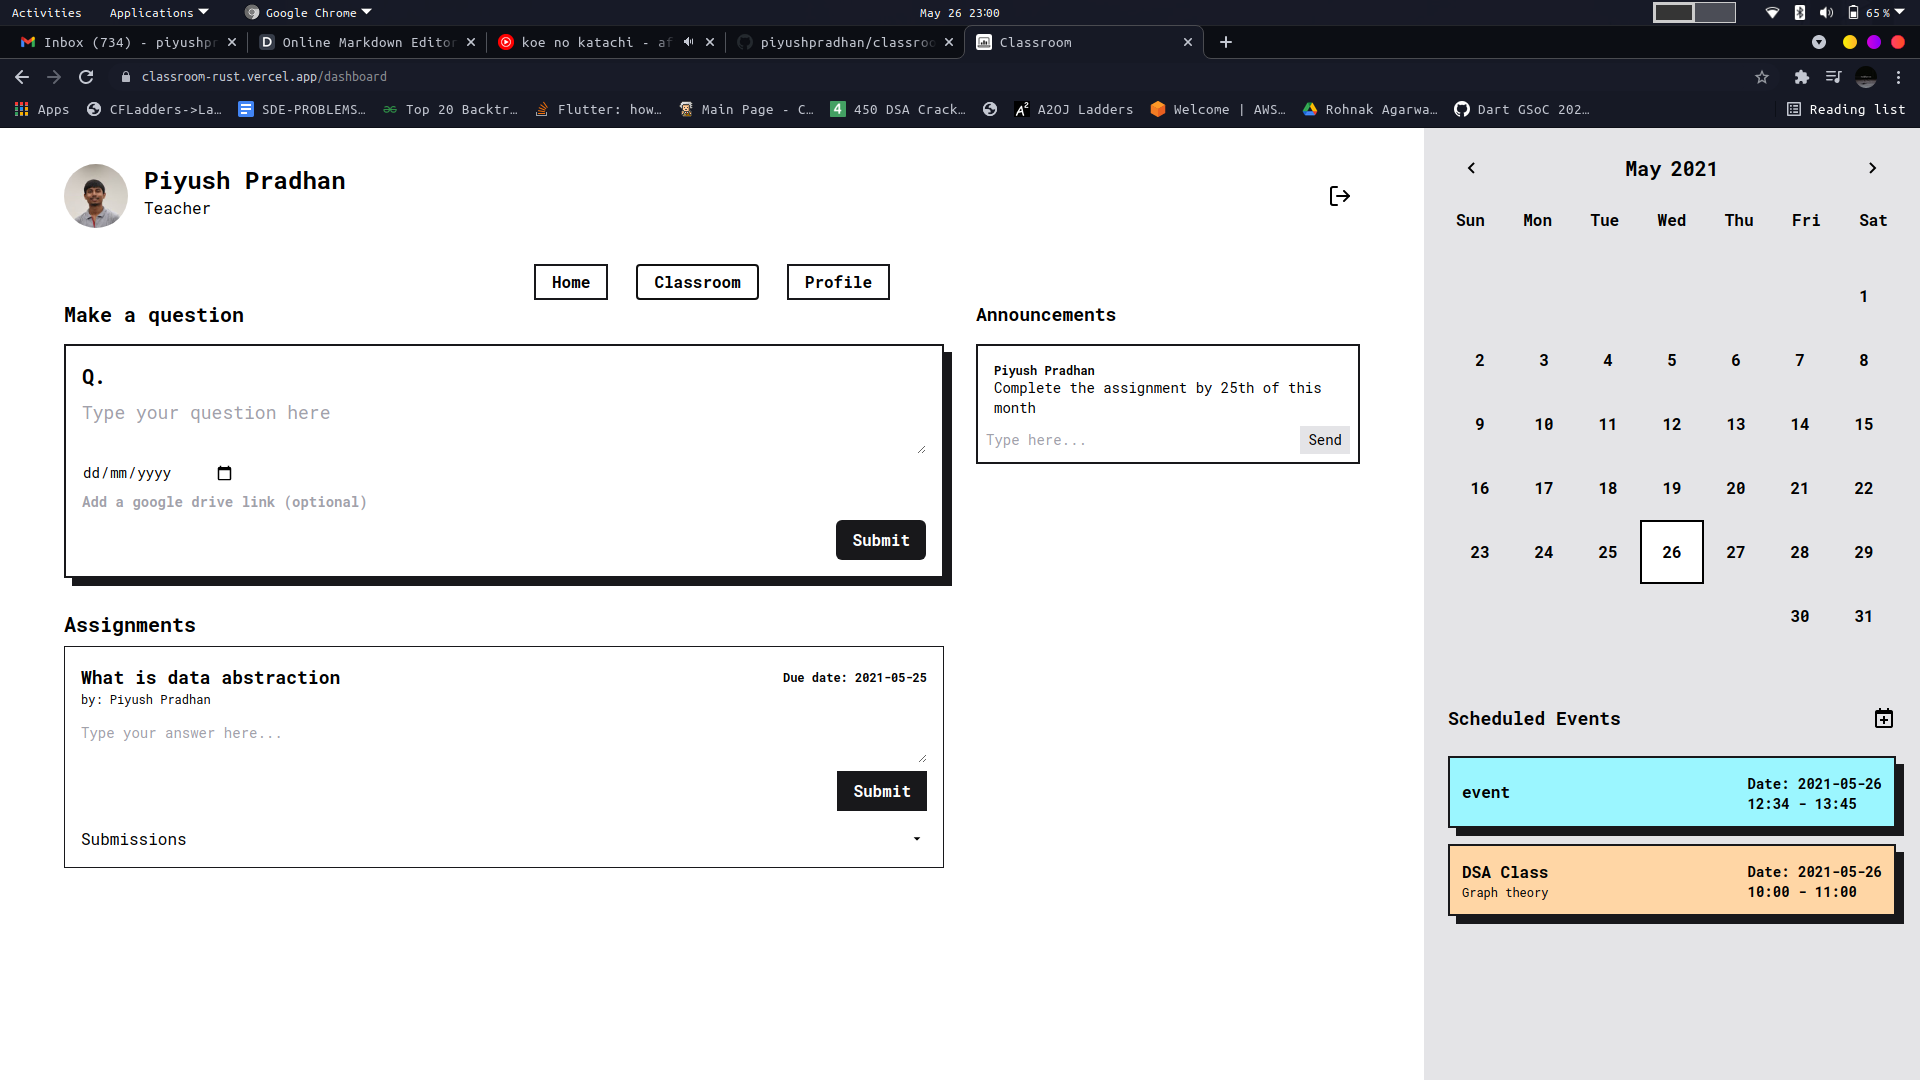 Activities Applications Google Chrome May 26 23:00 65 %
Inbox (734) - piyushpr Online Markdown Editor koe no katachi - af piyushpradhan/classroo Classroom
classroom-rust.vercel.app/dashboard
Apps CFLadders->La… SDE-PROBLEMS… Top 20 Backtr… Flutter: how… Main Page - C… 4 450 DSA Crack… A2OJ Ladders Welcome | AWS… Rohnak Agarwa… Dart GSoC 202… Reading list
Piyush Pradhan
Teacher
Home Classroom Profile
Make a question
Q.
Type your question here
dd/mm/yyyy
Add a google drive link (optional)
Submit
Assignments
What is data abstraction
Due date: 2021-05-25
by: Piyush Pradhan
Type your answer here...
Submit
Submissions
Announcements
Piyush Pradhan
Complete the assignment by 25th of this
month
Type here...
Send
May 2021
Sun Mon Tue Wed Thu Fri Sat
1
2 3 4 5 6 7 8
9 10 11 12 13 14 15
16 17 18 19 20 21 22
23 24 25 26 27 28 29
30 31
Scheduled Events
event
Date: 2021-05-26
12:34 - 13:45
DSA Class
Graph theory
Date: 2021-05-26
10:00 - 11:00